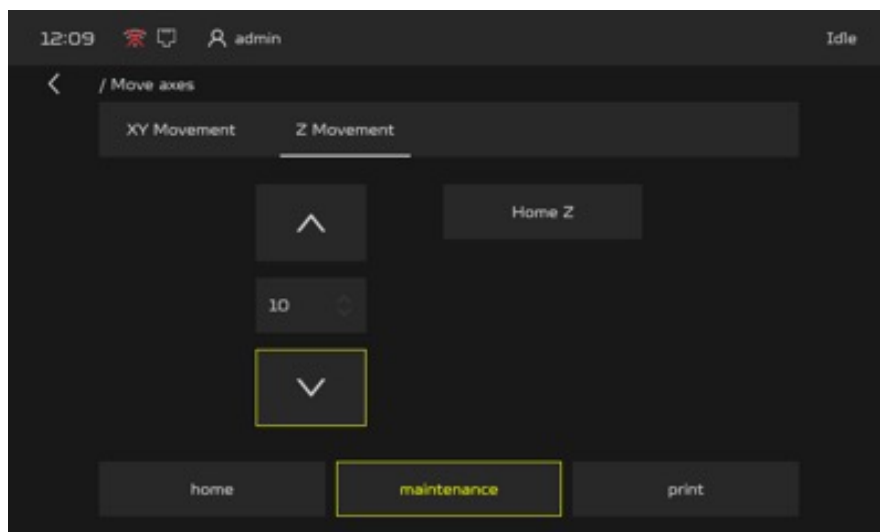 12:09 admin Idle
/ Move axes
XY Movement Z Movement
Home Z
10
home maintenance print